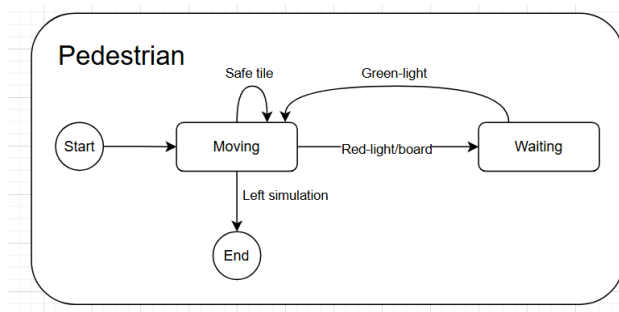 Pedestrian
Safe tile
Green-light
Start
Moving
Red-light/board
Waiting
Left simulation
End